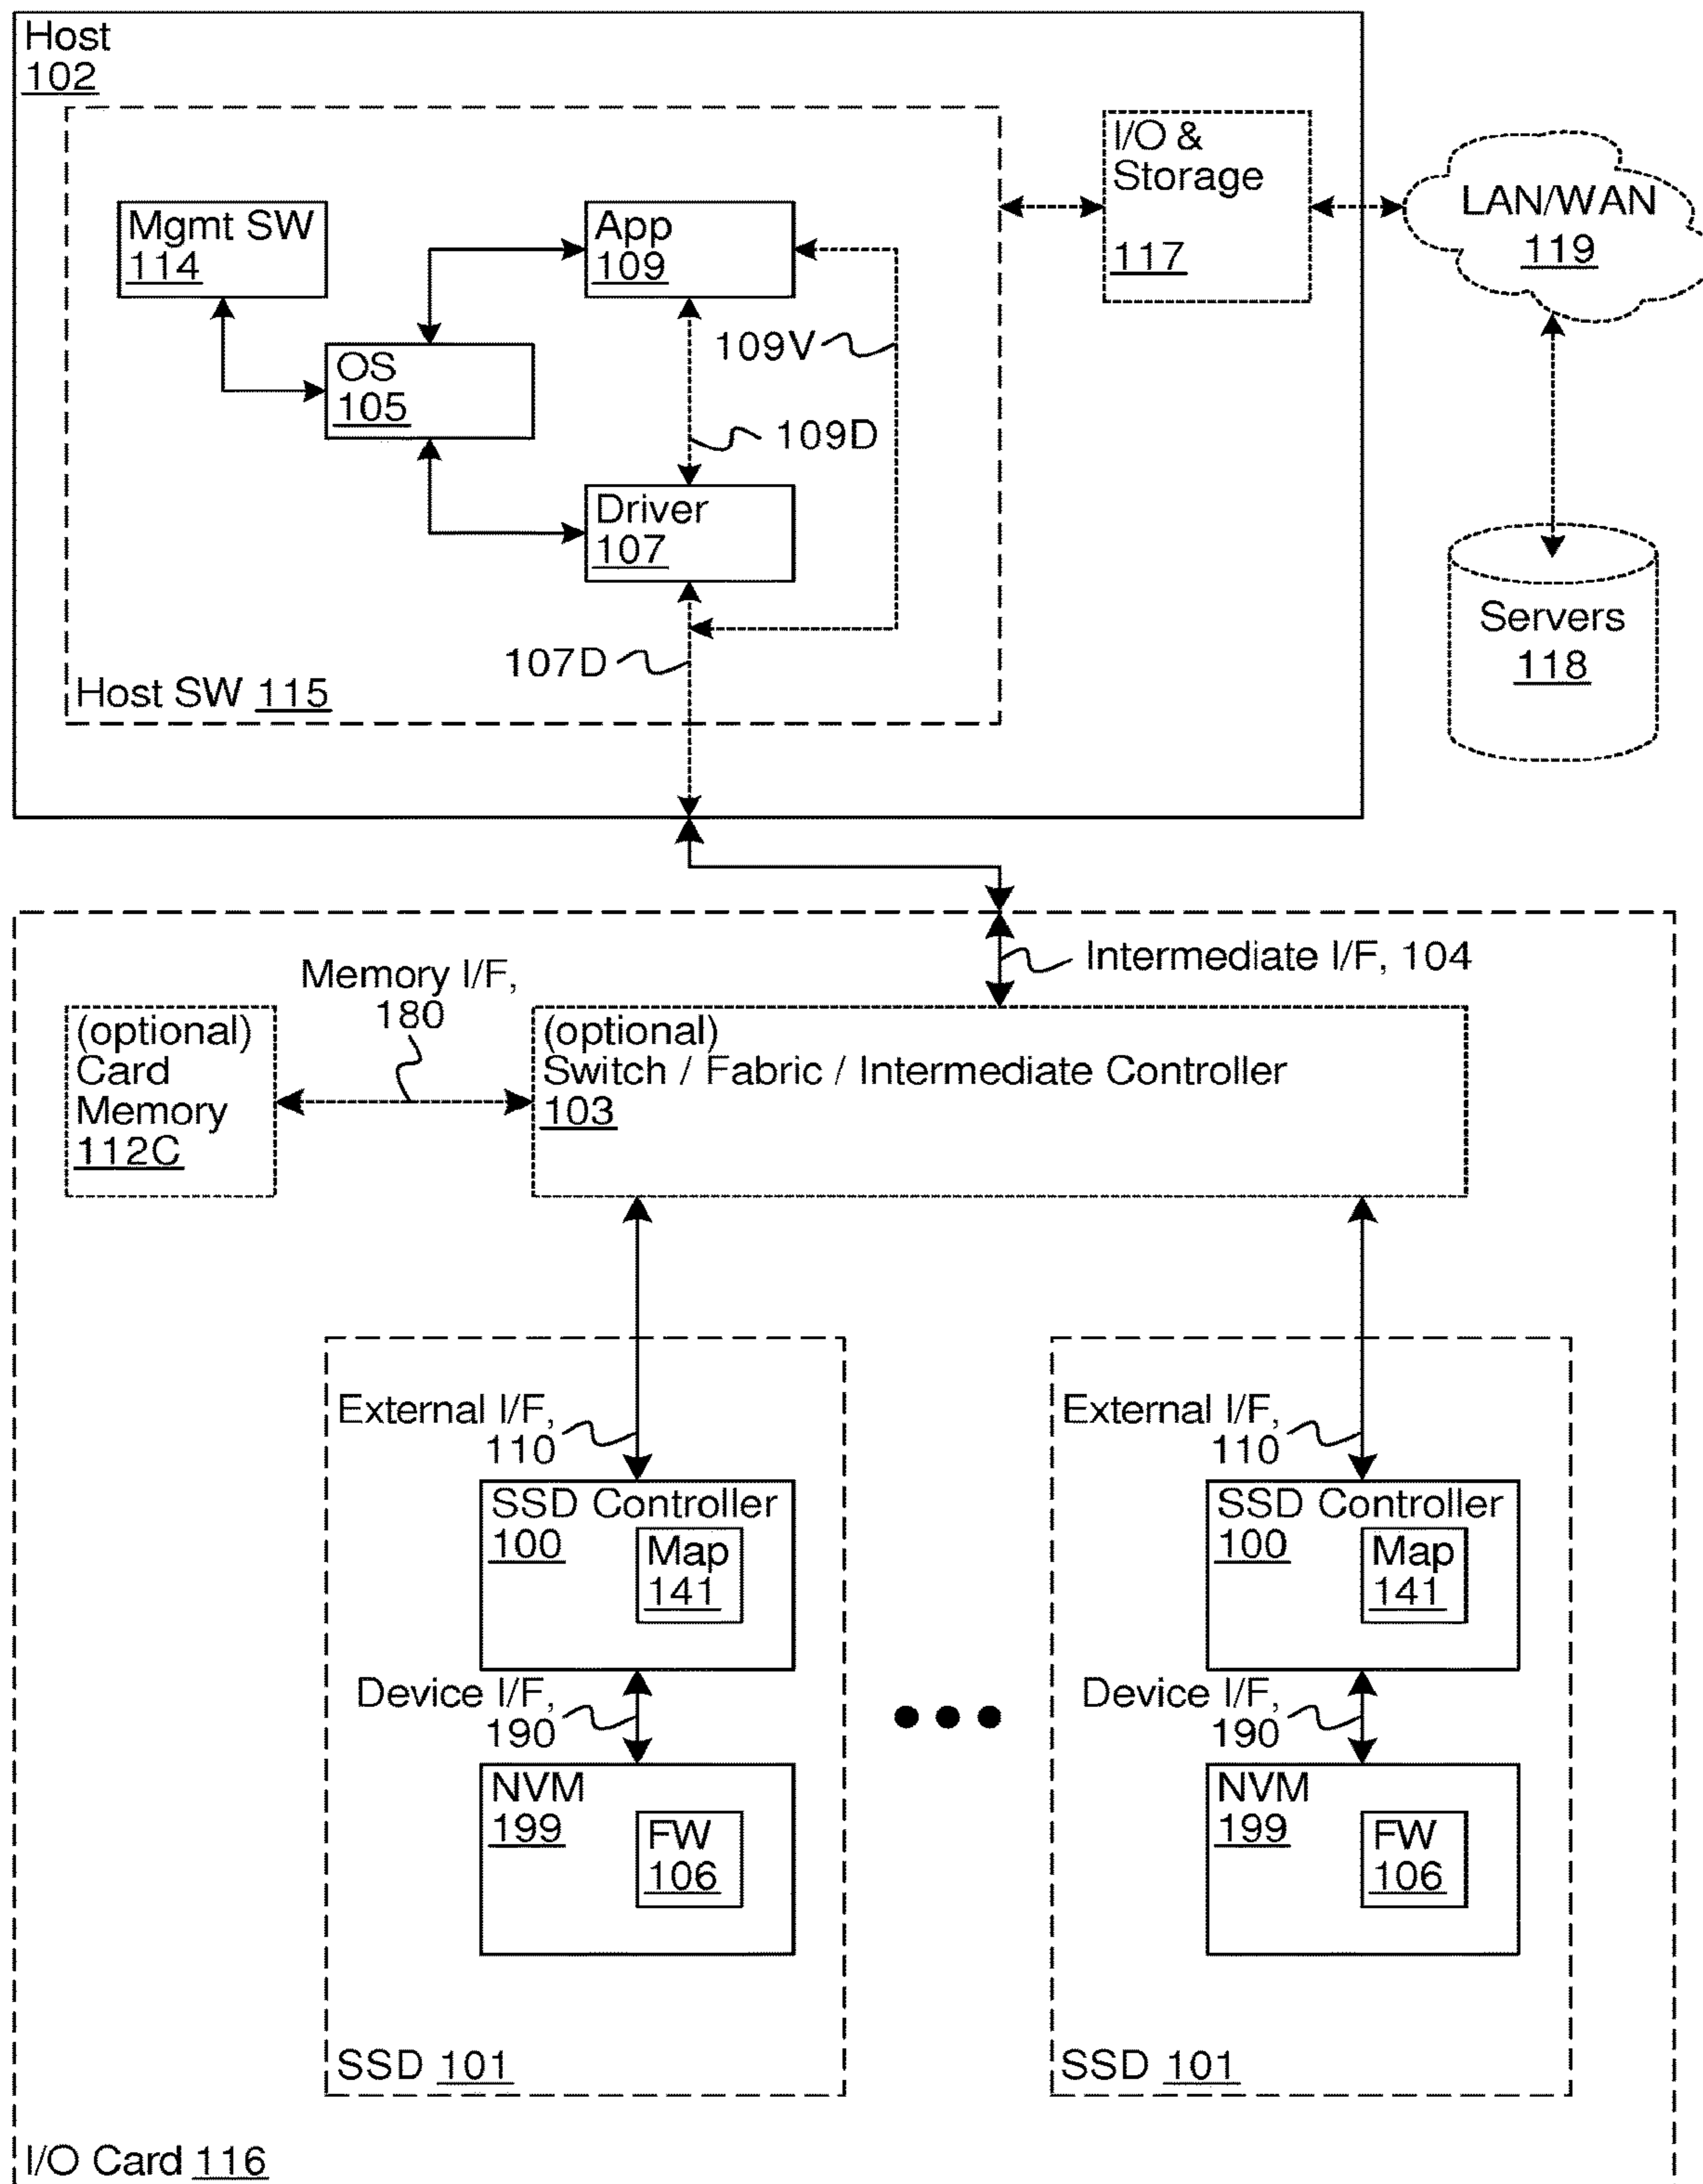 Host
102
I/O &
Storage
117
LAN/WAN
119
Mgmt SW
114
App
109
109V
OS
105
109D
Driver
107
Servers
118
107D
Host SW 115
Intermediate I/F, 104
Memory I/F,
180
(optional)
Card
Memory
112C
(optional)
Switch / Fabric / Intermediate Controller
103
External I/F,
110
SSD Controller
100
Map
141
Device I/F,
190
NVM
199
FW
106
SSD 101
External I/F,
110
SSD Controller
100
Map
141
Device I/F,
190
NVM
199
FW
106
SSD 101
I/O Card 116